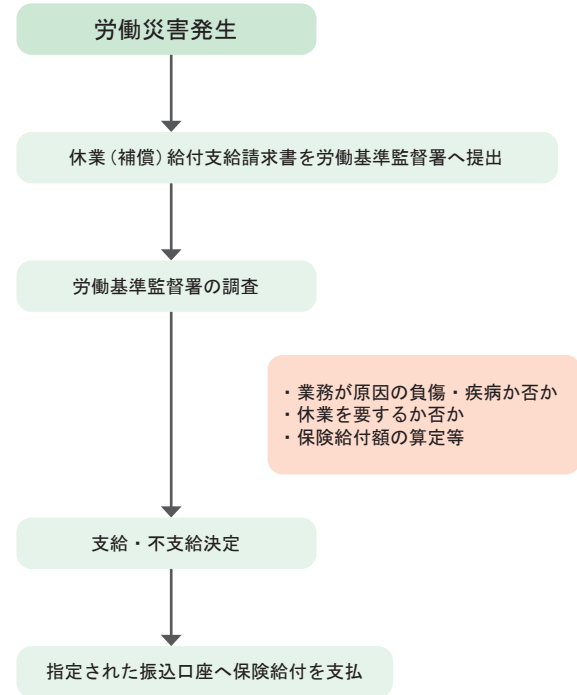 労働災害発生
休業（補償）給付支給請求書を労働基準監督署へ提出
労働基準監督署の調査
・業務が原因の負傷・疾病か否か
・休業を要するか否か
・保険給付額の算定等
支給・不支給決定
指定された振込口座へ保険給付を支払